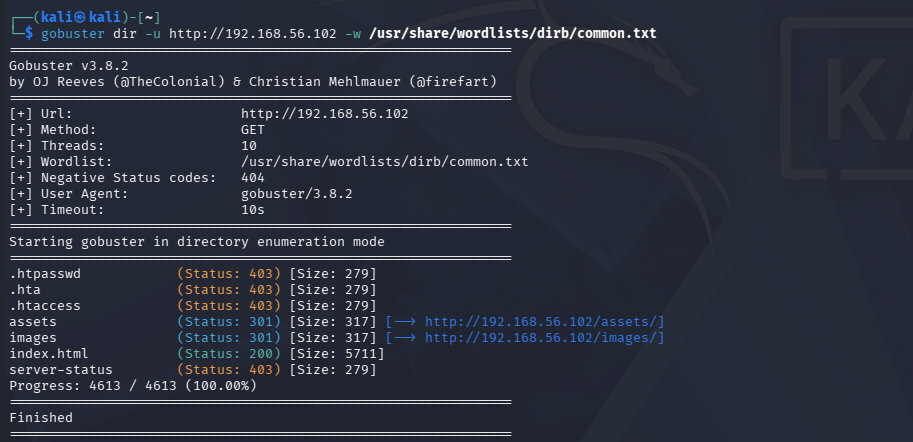 ┌──(kali㉿kali)-[~]
└─$ gobuster dir -u http://192.168.56.102 -w /usr/share/wordlists/dirb/common.txt
===============================================================
Gobuster v3.8.2
by OJ Reeves (@TheColonial) & Christian Mehlmauer (@firefart)
===============================================================
[+] Url:                     http://192.168.56.102
[+] Method:                  GET
[+] Threads:                 10
[+] Wordlist:                /usr/share/wordlists/dirb/common.txt
[+] Negative Status codes:   404
[+] User Agent:              gobuster/3.8.2
[+] Timeout:                 10s
===============================================================
Starting gobuster in directory enumeration mode
===============================================================
.htpasswd            (Status: 403) [Size: 279]
.hta                 (Status: 403) [Size: 279]
.htaccess            (Status: 403) [Size: 279]
assets               (Status: 301) [Size: 317] [--> http://192.168.56.102/assets/]
images               (Status: 301) [Size: 317] [--> http://192.168.56.102/images/]
index.html           (Status: 200) [Size: 5711]
server-status        (Status: 403) [Size: 279]
Progress: 4613 / 4613 (100.00%)
===============================================================
Finished
===============================================================
KA